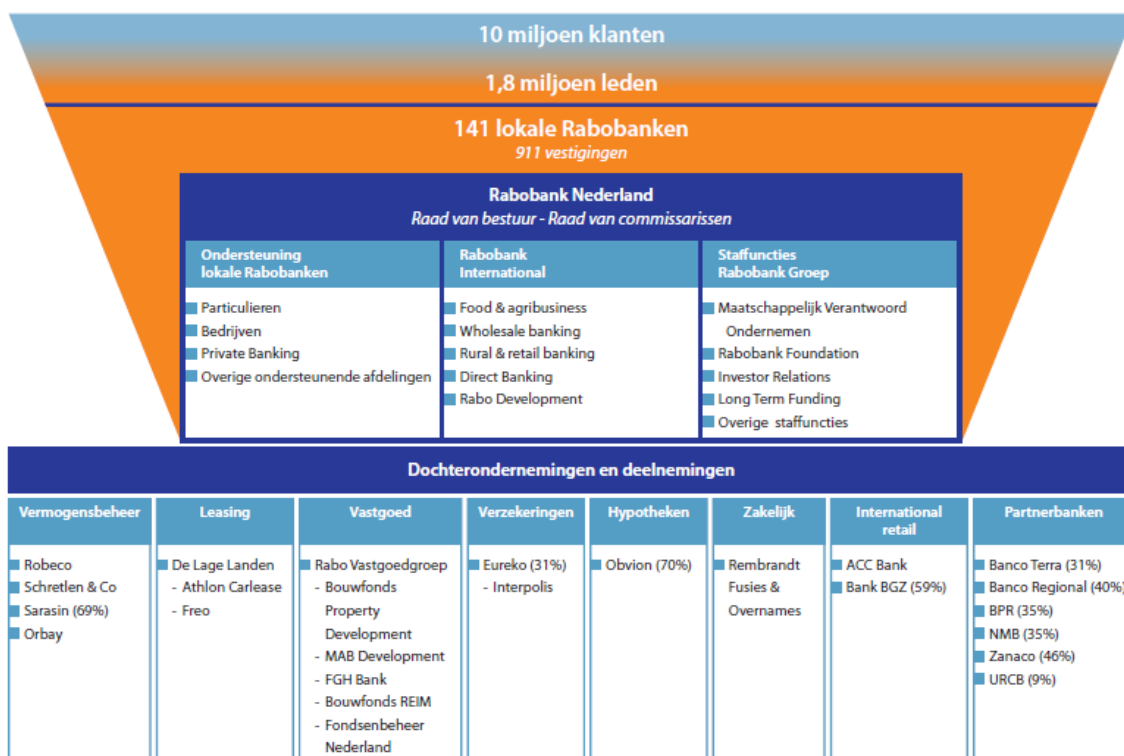 10 miljoen klanten
1,8 miljoen leden
141 lokale Rabobanken
911 vestigingen
Rabobank Nederland
Raad van bestuur - Raad van commissarissen
Ondersteuning
lokale Rabobanken
Particulieren
Bedrijven
Private Banking
Overige ondersteunende afdelingen
Rabobank
International
Food & agribusiness
Wholesale banking
Rural & retail banking
Direct Banking
Rabo Development
Staffuncties
Rabobank Groep
Maatschappelijk Verantwoord
Ondernemen
Rabobank Foundation
Investor Relations
Long Term Funding
Overige staffuncties
Dochterondernemingen en deelnemingen
Vermogensbeheer
Robeco
Schretlen & Co
Sarasin (69%)
Orbay
Leasing
De Lage Landen
- Athlon Carlease
- Freo
Vastgoed
Rabo Vastgoedgroep
- Bouwfonds
Property
Development
- MAB Development
- FGH Bank
- Bouwfonds REIM
- Fondsenbeheer
Nederland
Verzekeringen
Eureko (31%)
- Interpolis
Hypotheken
Obvion (70%)
Zakelijk
Rembrandt
Fusies &
Overnames
International
retail
ACC Bank
Bank BGZ (59%)
Partnerbanken
Banco Terra (31%)
Banco Regional (40%)
BPR (35%)
NMB (35%)
Zanaco (46%)
URCB (9%)